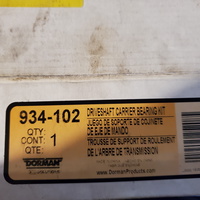 934-102
QTY.
CONT. 1
QTE:
DORMAN
DRIVESHAFT CARRIER BEARING KIT
JUEGO DE SOPORTE DE COJINETE
DE EJE DE MANDO
TROUSSE DE SUPPORT DE ROULEMENT
DE L'ARBRE DE TRANSMISSION
www.DormanProducts.com